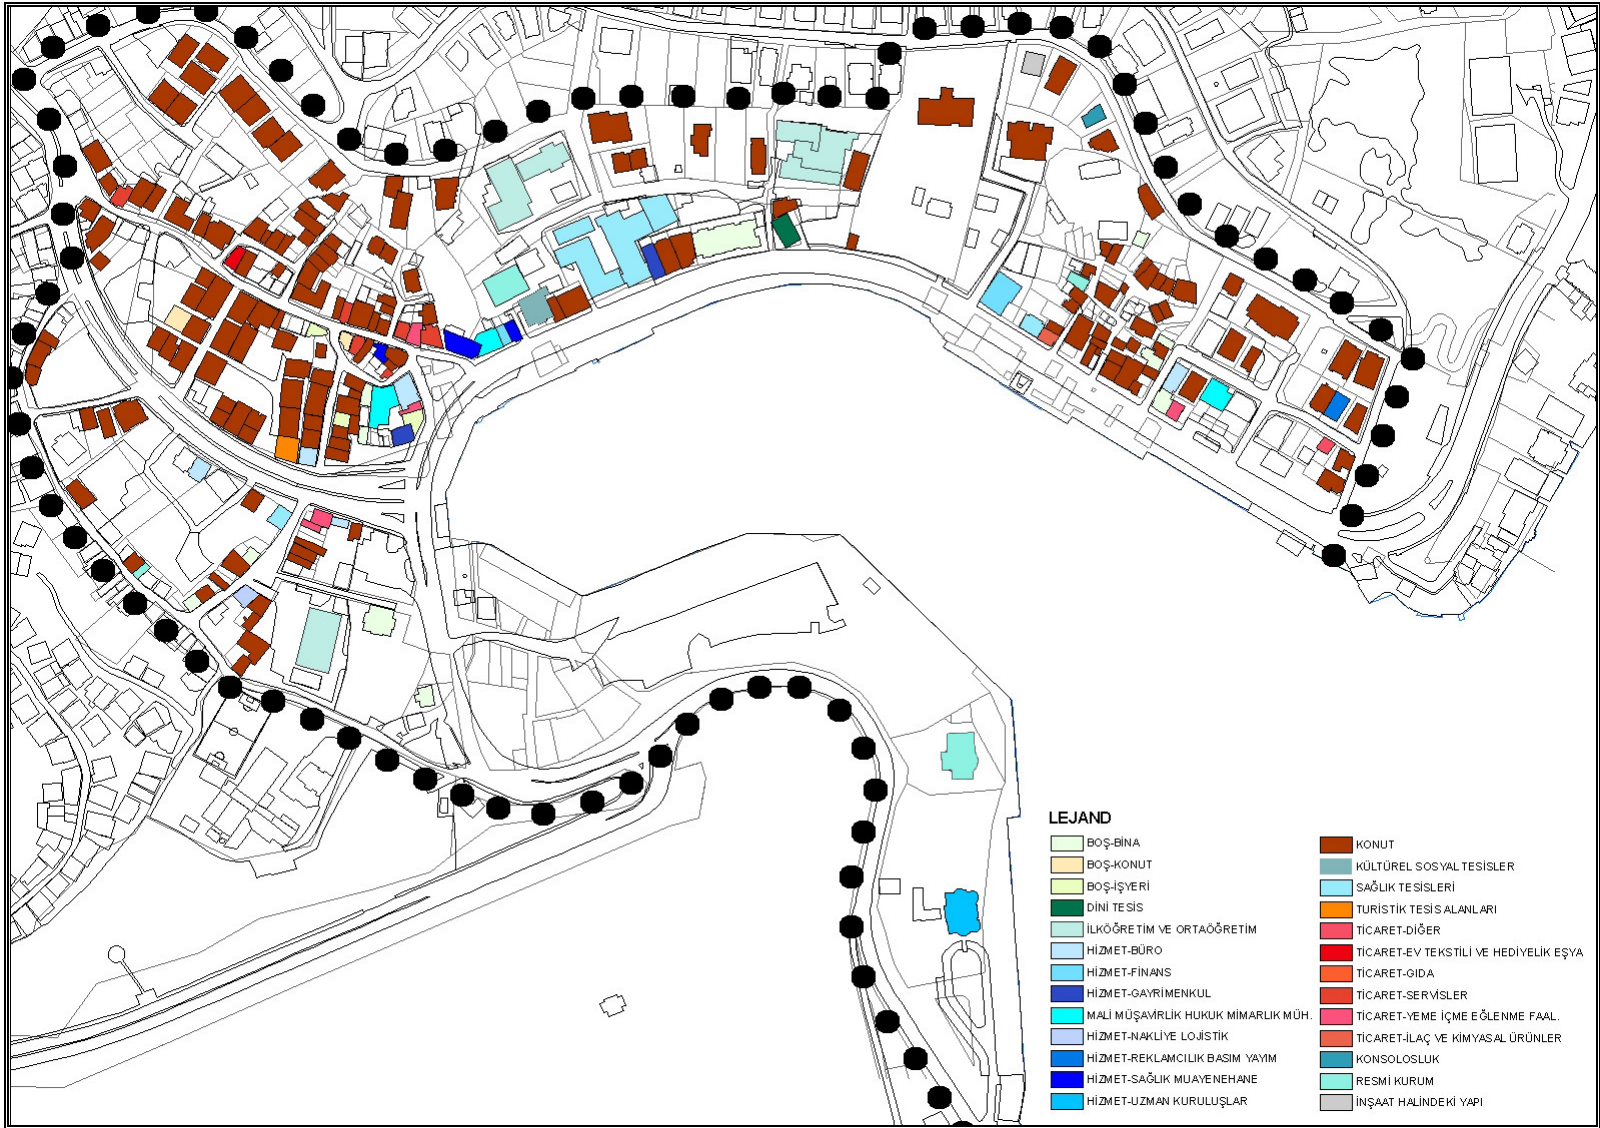 LEJAND
BOŞ-BİNA
BOŞ-KONUT
BOŞ-İŞYERİ
DİNİ TESİS
İLKÖĞRETİM VE ORTAÖĞRETİM
HİZMET-BÜRO
HİZMET-FİNANS
HİZMET-GAYRİMENKUL
MALİ MÜŞAVİRLİK HUKUK MİMARLIK MÜH.
HİZMET-NAKLİYE LOJİSTİK
HİZMET-REKLAMCILIK BASIM YAYIM
HİZMET-SAĞLIK MUAYENEHANE
HİZMET-UZMAN KURULUŞLAR
KONUT
KÜLTÜREL SOSYAL TESİSLER
SAĞLIK TESİSLERİ
TURİSTİK TESİS ALANLARI
TİCARET-DİĞER
TİCARET-EV TEKSTİLİ VE HEDİYELİK EŞYA
TİCARET-GIDA
TİCARET-SERVİSLER
TİCARET-YEME İÇME EĞLENME FAAL.
TİCARET-İLAÇ VE KİMYASAL ÜRÜNLER
KONSOLOSLUK
RESMİ KURUM
İNŞAAT HALİNDEKİ YAPI